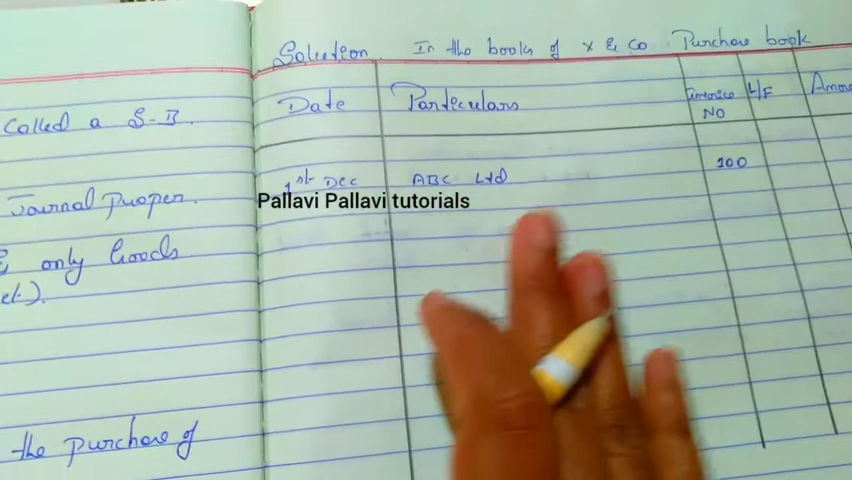 called a S-B.
Journal Proper.
only Goods
et).
the purchase of
Solution In the books of X & Co Purchase book
Date Particulars Invoice No L/F Amou
1st Dec ABC Ltd 100
Pallavi Pallavi tutorials